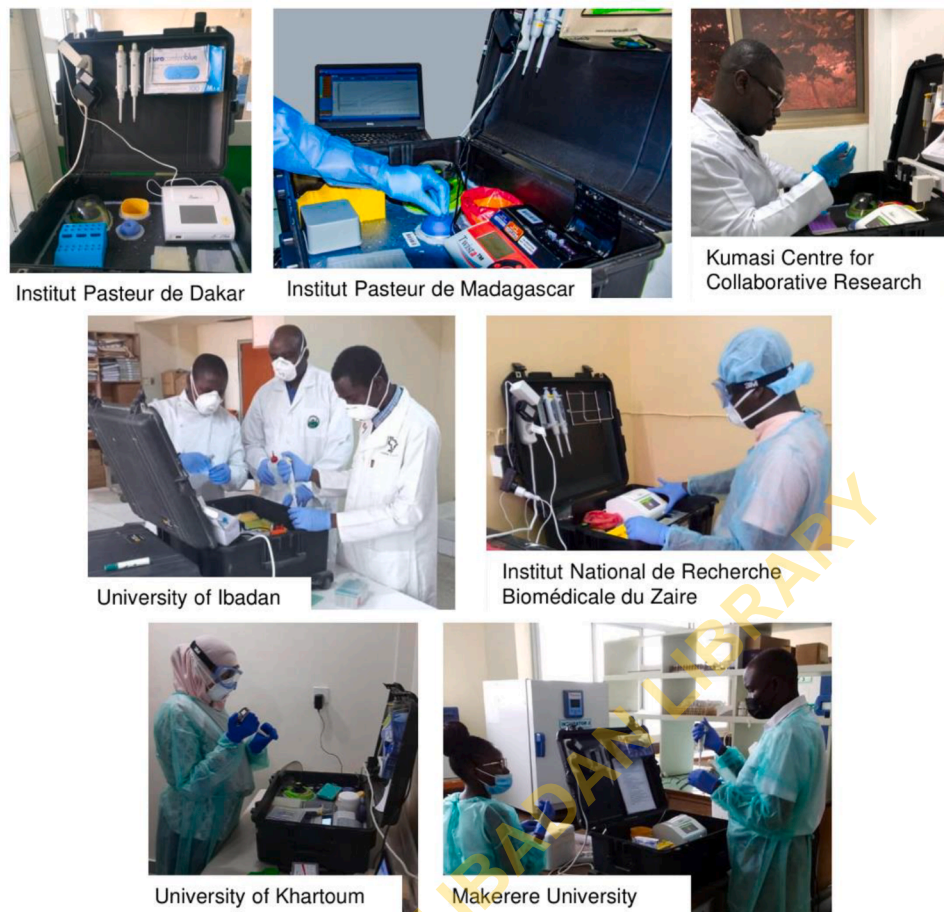 Institut Pasteur de Dakar
Institut Pasteur de Madagascar
Kumasi Centre for
Collaborative Research
University of Ibadan
Institut National de Recherche
Biomédicale du Zaire
University of Khartoum
Makerere University
IBADAN LIBRARY